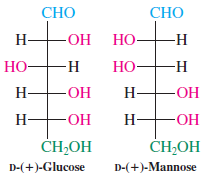 CHO CHO
H OH HO H
HO H HO H
H OH H OH
H OH H OH
CH₂OH CH₂OH
D-(+)-Glucose D-(+)-Mannose